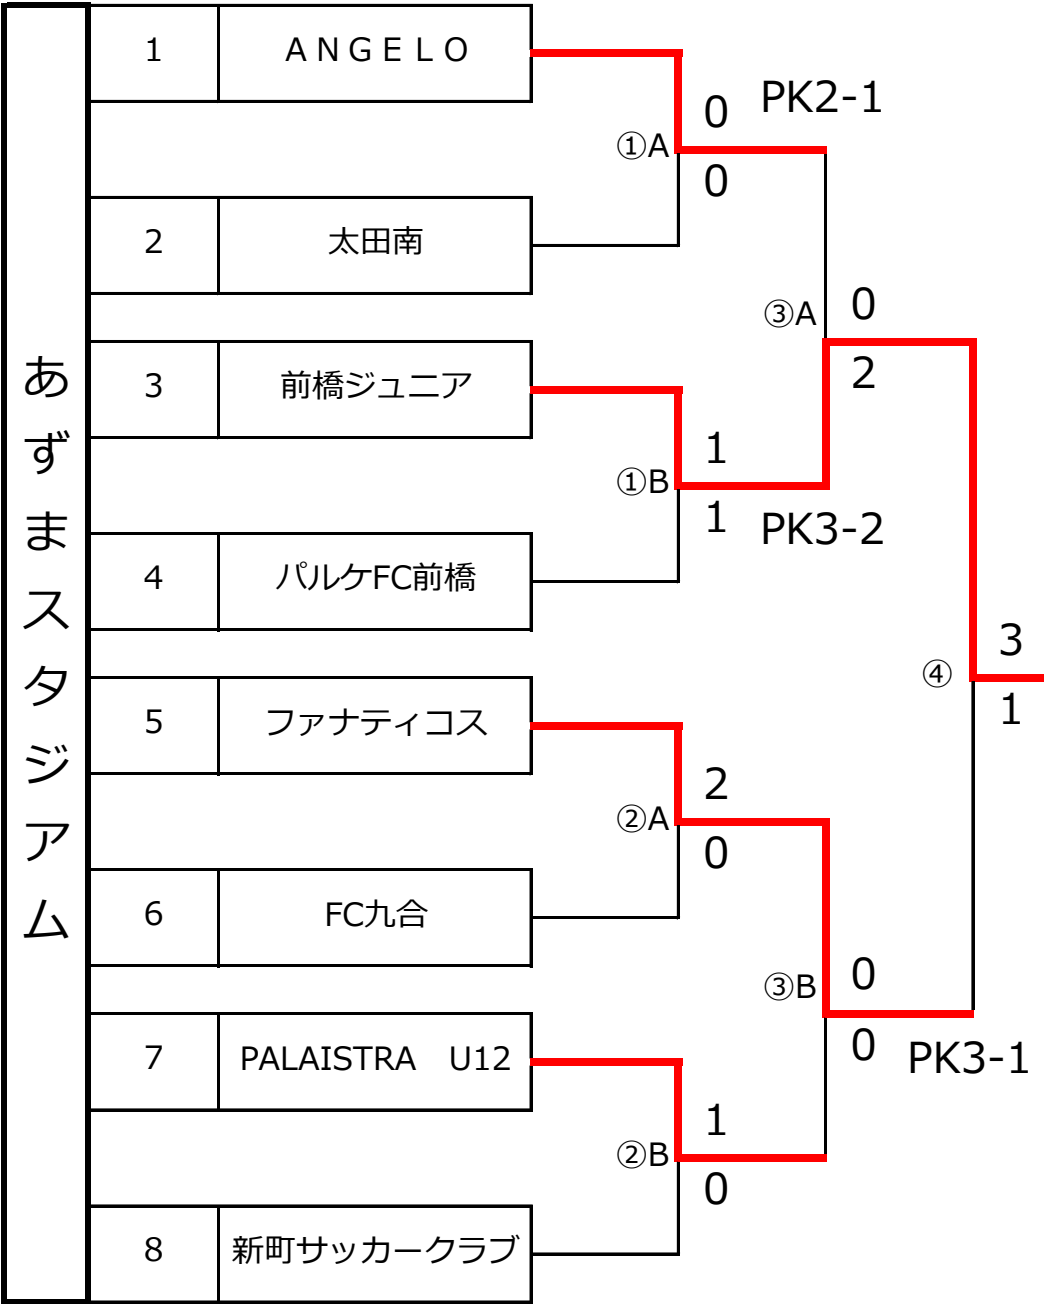 あずまスタジアム
1 ＡＮＧＥＬＯ
2 太田南
3 前橋ジュニア
4 パルケFC前橋
5 ファナティコス
6 FC九合
7 PALAISTRA　U12
8 新町サッカークラブ
①A
0
0
PK2-1
①B
1
1
PK3-2
②A
2
0
②B
1
0
③A
0
2
③B
0
0
PK3-1
④
3
1